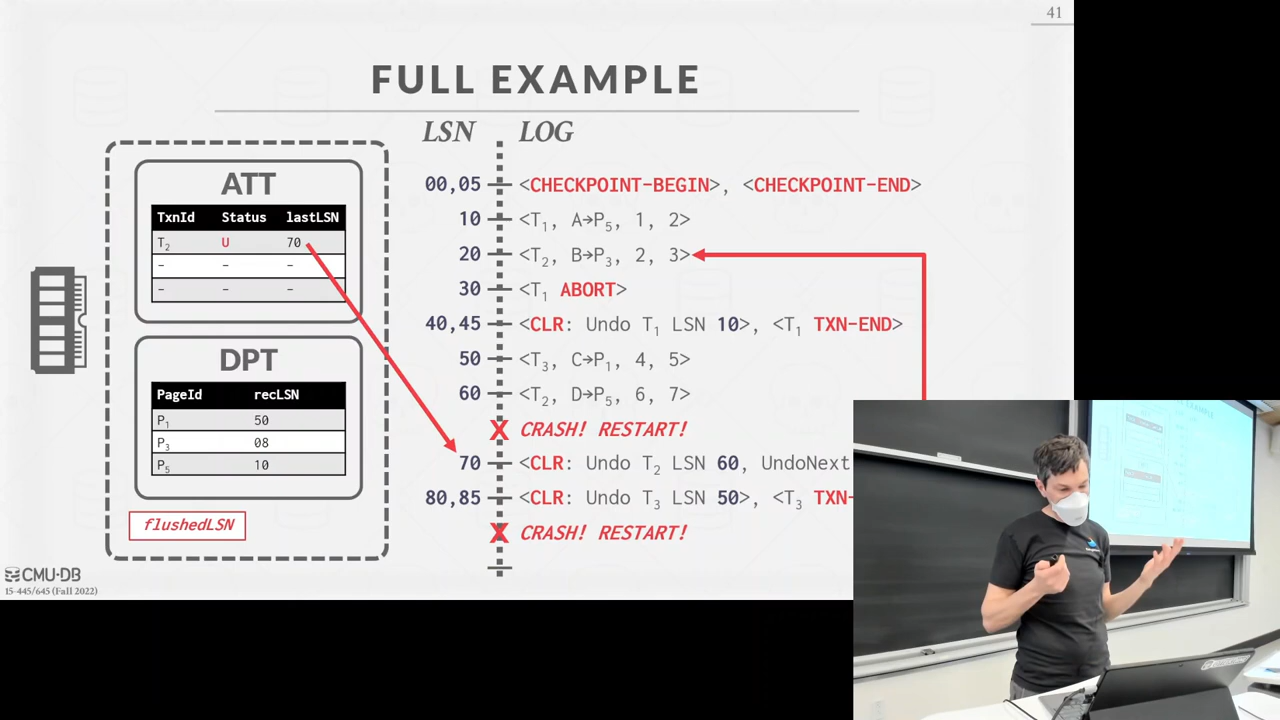 41
FULL EXAMPLE
ATT
TxnId Status lastLSN
T2 U 70
- - -
- - -
DPT
PageId recLSN
P1 50
P3 08
P5 10
flushedLSN
LSN LOG
00,05 <CHECKPOINT-BEGIN>, <CHECKPOINT-END>
10 <T1, A→P5, 1, 2>
20 <T2, B→P3, 2, 3>
30 <T1 ABORT>
40,45 <CLR: Undo T1 LSN 10>, <T1 TXN-END>
50 <T3, C→P1, 4, 5>
60 <T2, D→P5, 6, 7>
X CRASH! RESTART!
70 <CLR: Undo T2 LSN 60, UndoNext
80,85 <CLR: Undo T3 LSN 50>, <T3 TXN-
X CRASH! RESTART!
CMU·DB
15-445/645 (Fall 2022)